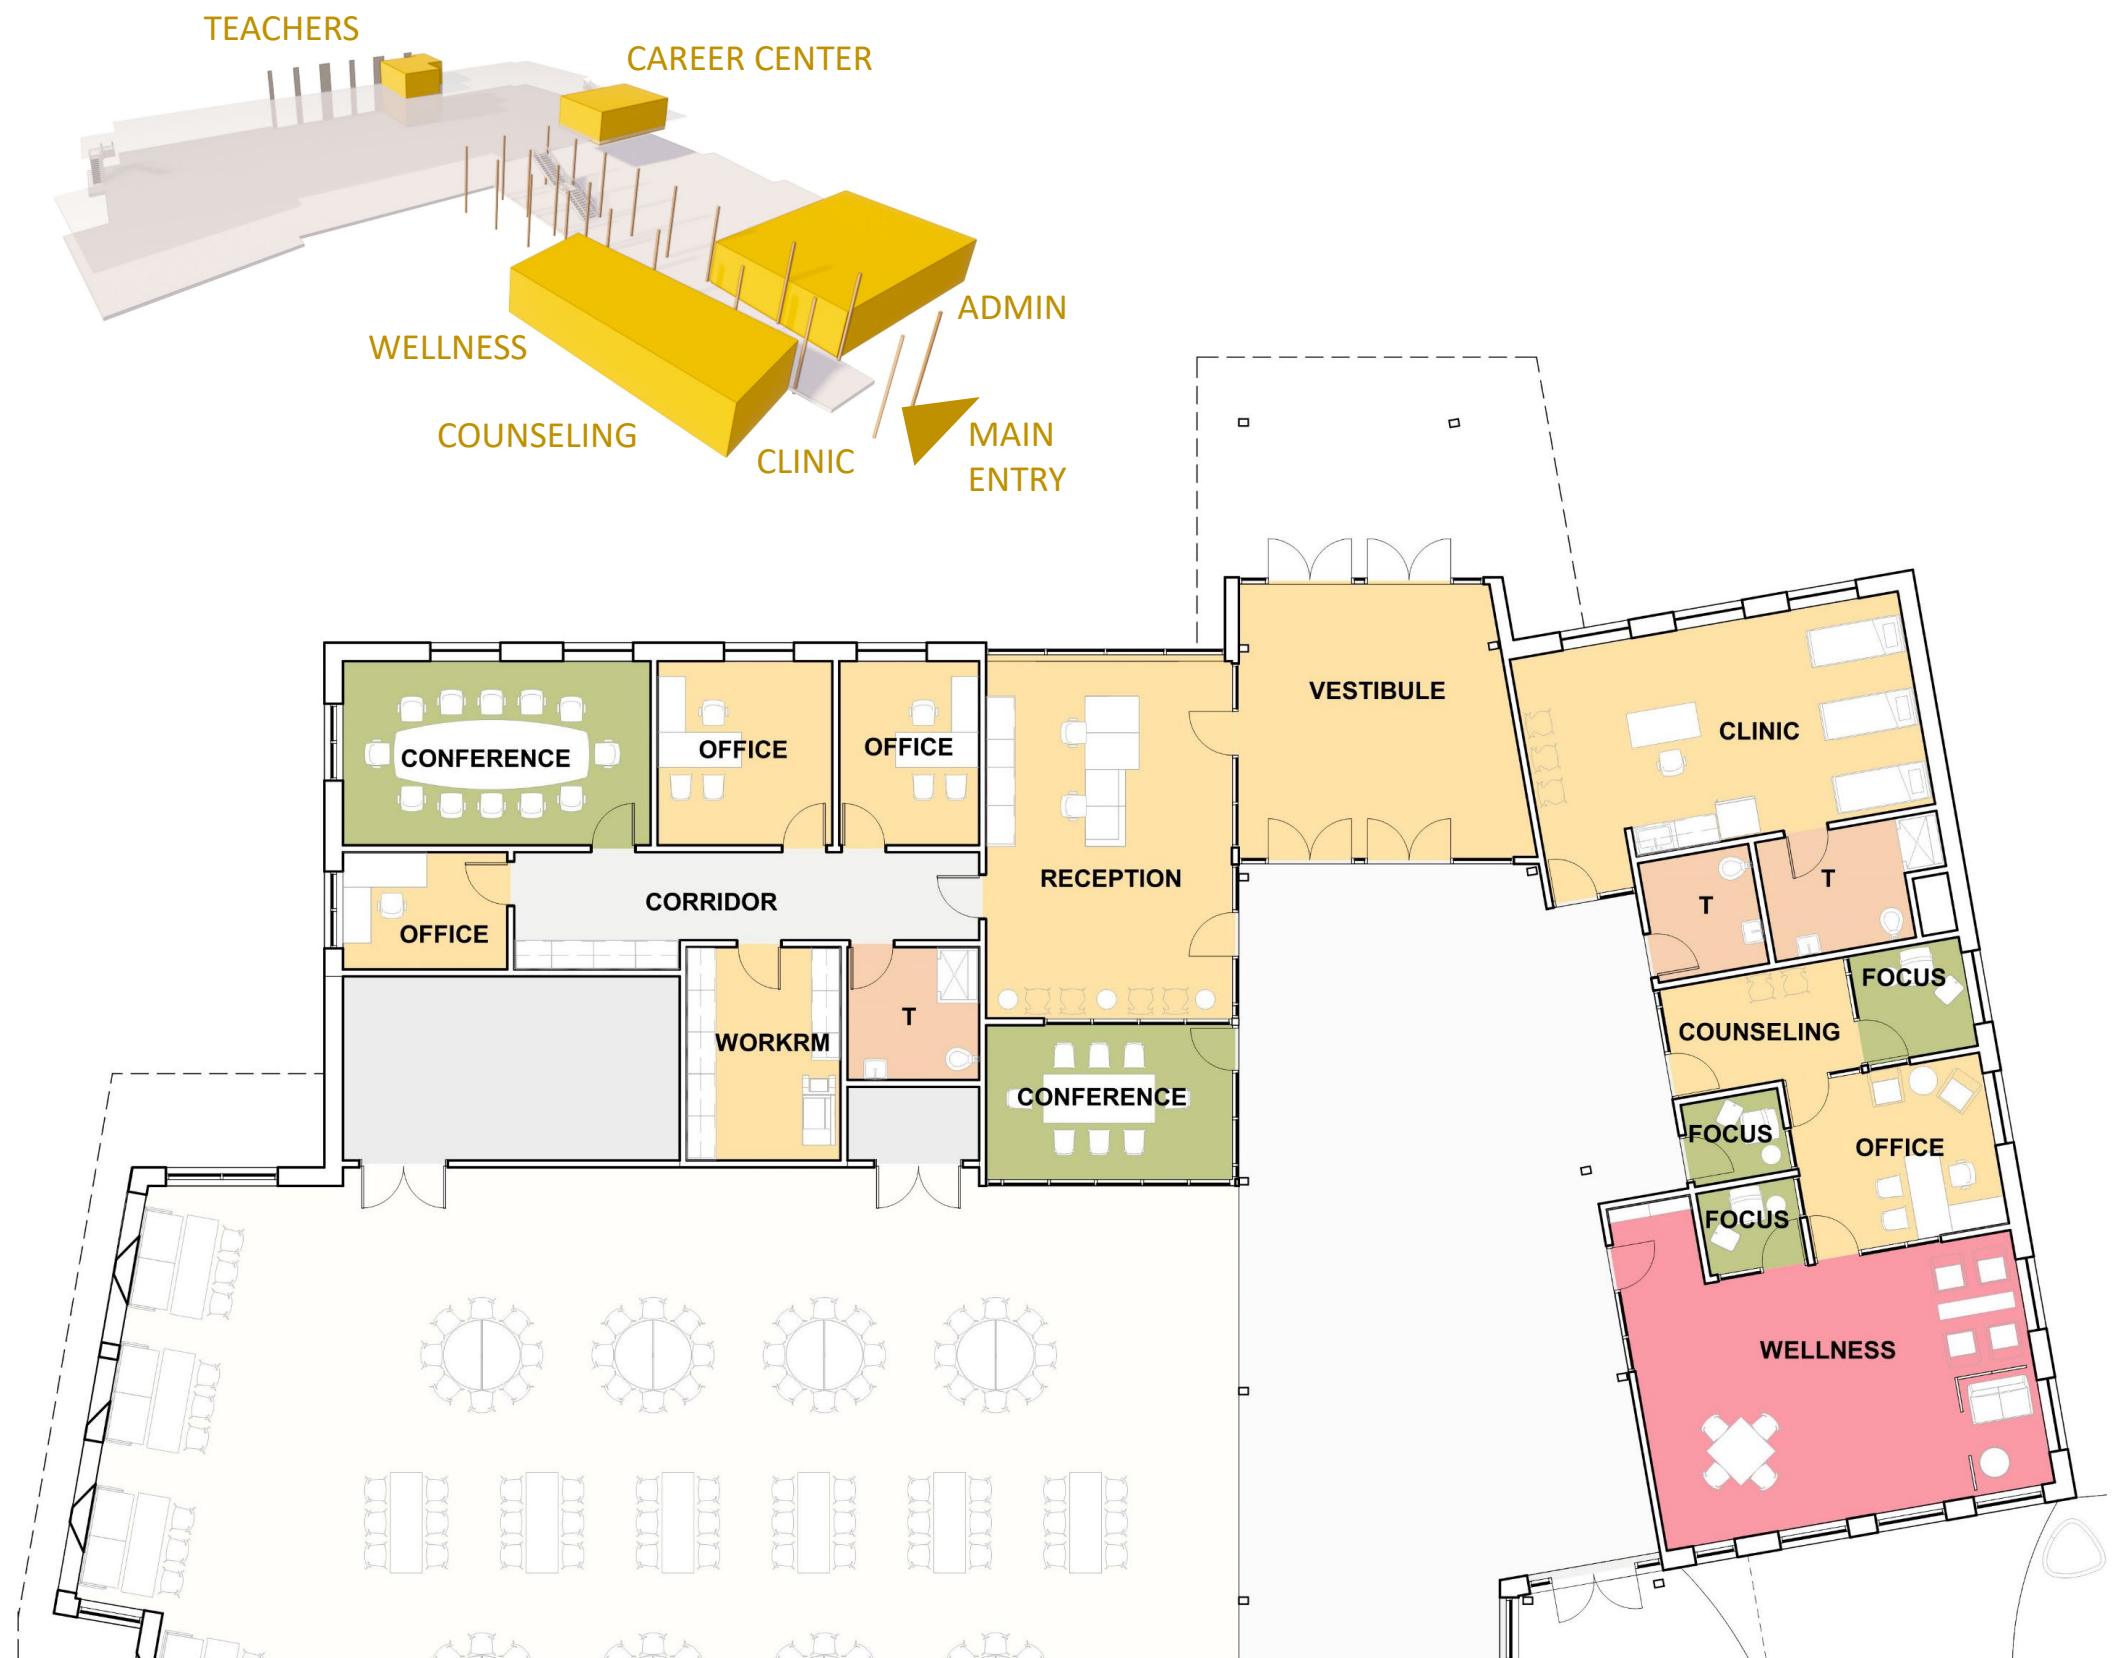 TEACHERS
CAREER CENTER
ADMIN
WELLNESS
COUNSELING
CLINIC
MAIN
ENTRY
VESTIBULE
CLINIC
CONFERENCE
OFFICE
OFFICE
RECEPTION
CORRIDOR
OFFICE
T
T
FOCUS
T
WORKRM
COUNSELING
CONFERENCE
FOCUS
OFFICE
FOCUS
WELLNESS